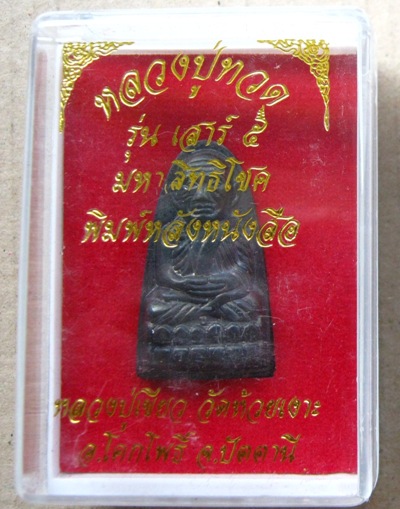 หลวงปู่ทวด
รุ่น เสาร์ ๕
มหาสิทธิโชค
พิมพ์หลังหนังสือ
หลวงปู่เขียว วัดห้วยเงาะ
อ.โคกโพธิ์ จ.ปัตตานี